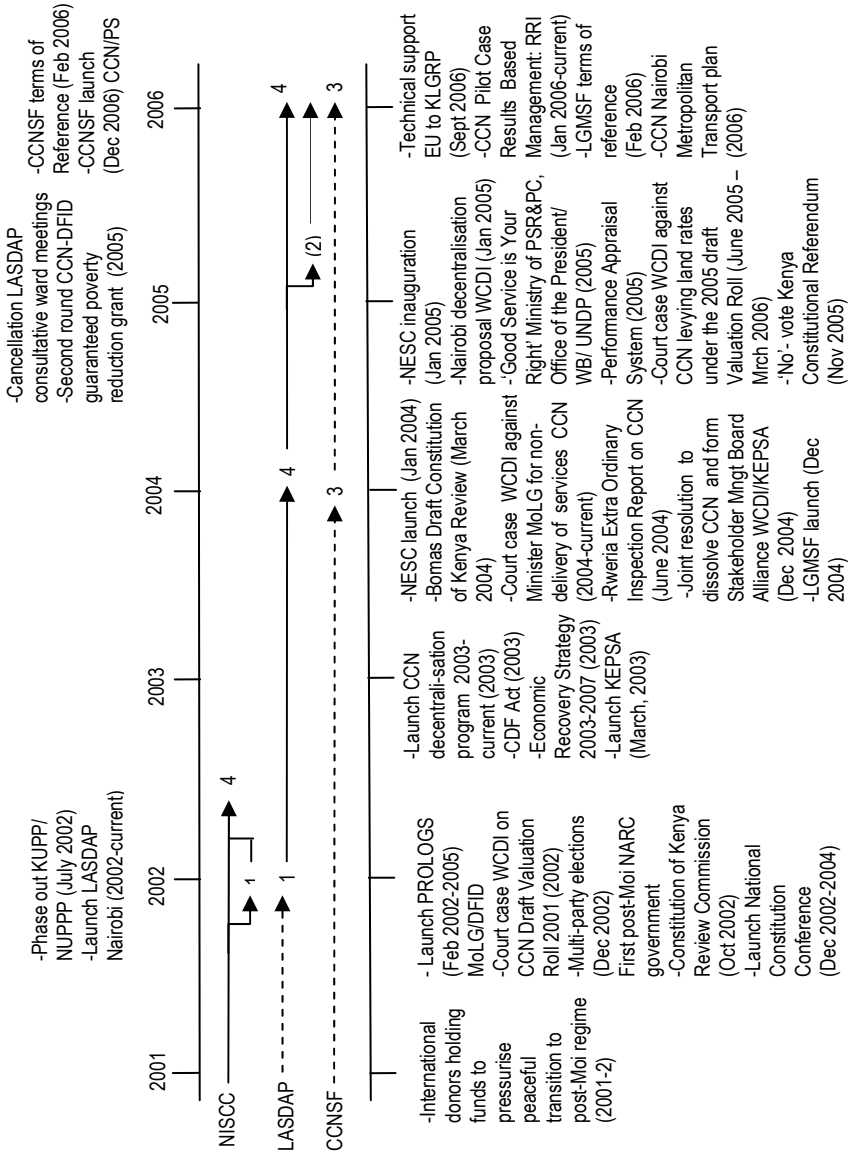 -Phase out KUPP/
NUPPP (July 2002)
-Launch LASDAP
Nairobi (2002-current)
-Cancellation LASDAP
consultative ward meetings
-Second round CCN-DFID
guaranteed poverty
reduction grant (2005)
-CCNSF terms of
Reference (Feb 2006)
-CCNSF launch
(Dec 2006) CCN/PS
2001
2002
2003
2004
2005
2006
NISCC
4
1
LASDAP
1
4
(2)
4
CCNSF
3
3
-International
donors holding
funds to
pressurise
peaceful
transition to
post-Moi regime
(2001-2)
- Launch PROLOGS
(Feb 2002-2005)
MoLG/DFID
-Court case WCDI on
CCN Draft Valuation
Roll 2001 (2002)
-Multi-party elections
(Dec 2002)
First post-Moi NARC
government
-Constitution of Kenya
Review Commission
(Oct 2002)
-Launch National
Constitution
Conference
(Dec 2002-2004)
-Launch CCN
decentrali-sation
program 2003-
current (2003)
-CDF Act (2003)
-Economic
Recovery Strategy
2003-2007 (2003)
-Launch KEPSA
(March, 2003)
-NESC launch (Jan 2004)
-Bomas Draft Constitution
of Kenya Review (March
2004)
-Court case WCDI against
Minister MoLG for non-
delivery of services CCN
(2004-current)
-Rweria Extra Ordinary
Inspection Report on CCN
(June 2004)
-Joint resolution to
dissolve CCN and form
Stakeholder Mngt Board
Alliance WCDI/KEPSA
(Dec 2004)
-LGMSF launch (Dec
2004)
-NESC inauguration
(Jan 2005)
-Nairobi decentralisation
proposal WCDI (Jan 2005)
-'Good Service is Your
Right' Ministry of PSR&PC,
Office of the President/
WB/ UNDP (2005)
-Performance Appraisal
System (2005)
-Court case WCDI against
CCN levying land rates
under the 2005 draft
Valuation Roll (June 2005 –
Mrch 2006)
-'No'- vote Kenya
Constitutional Referendum
(Nov 2005)
-Technical support
EU to KLGRP
(Sept 2006)
-CCN Pilot Case
Results Based
Management: RRI
(Jan 2006-current)
-LGMSF terms of
reference
(Feb 2006)
-CCN Nairobi
Metropolitan
Transport plan
(2006)